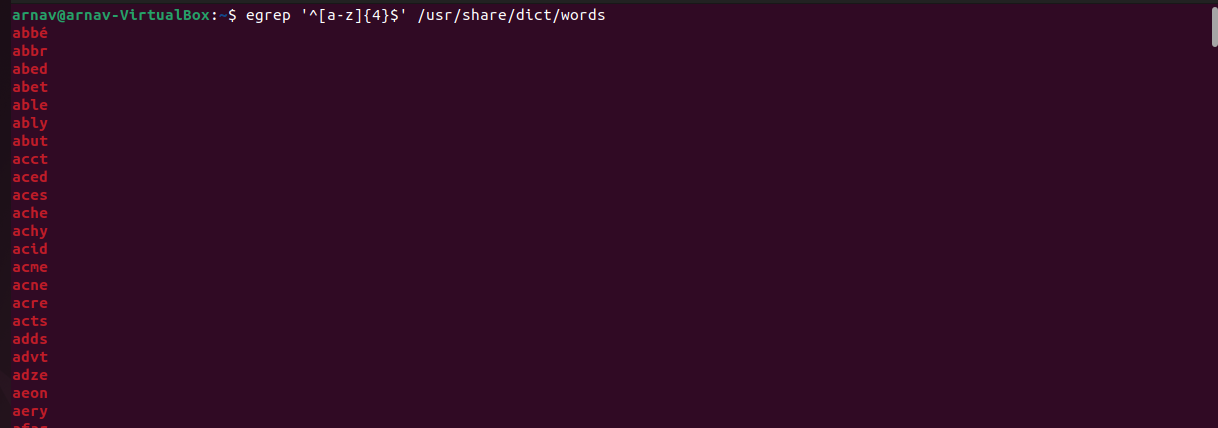 arnav@arnav-VirtualBox:~$ egrep '^[a-z]{4}$' /usr/share/dict/words
abbé
abbr
abed
abet
able
ably
abut
acct
aced
aces
ache
achy
acid
acme
acne
acre
acts
adds
advt
adze
aeon
aery